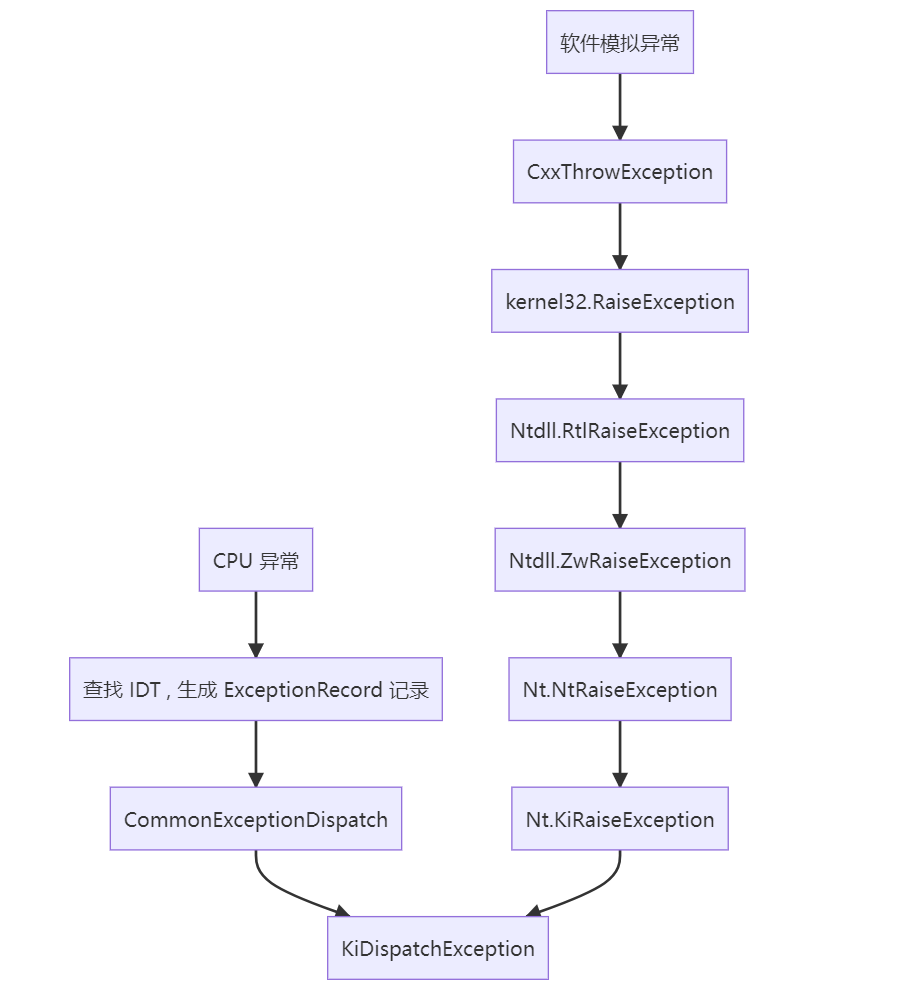 软件模拟异常
CxxThrowException
kernel32.RaiseException
Ntdll.RtlRaiseException
Ntdll.ZwRaiseException
CPU 异常
查找 IDT , 生成 ExceptionRecord 记录
Nt.NtRaiseException
CommonExceptionDispatch
Nt.KiRaiseException
KiDispatchException